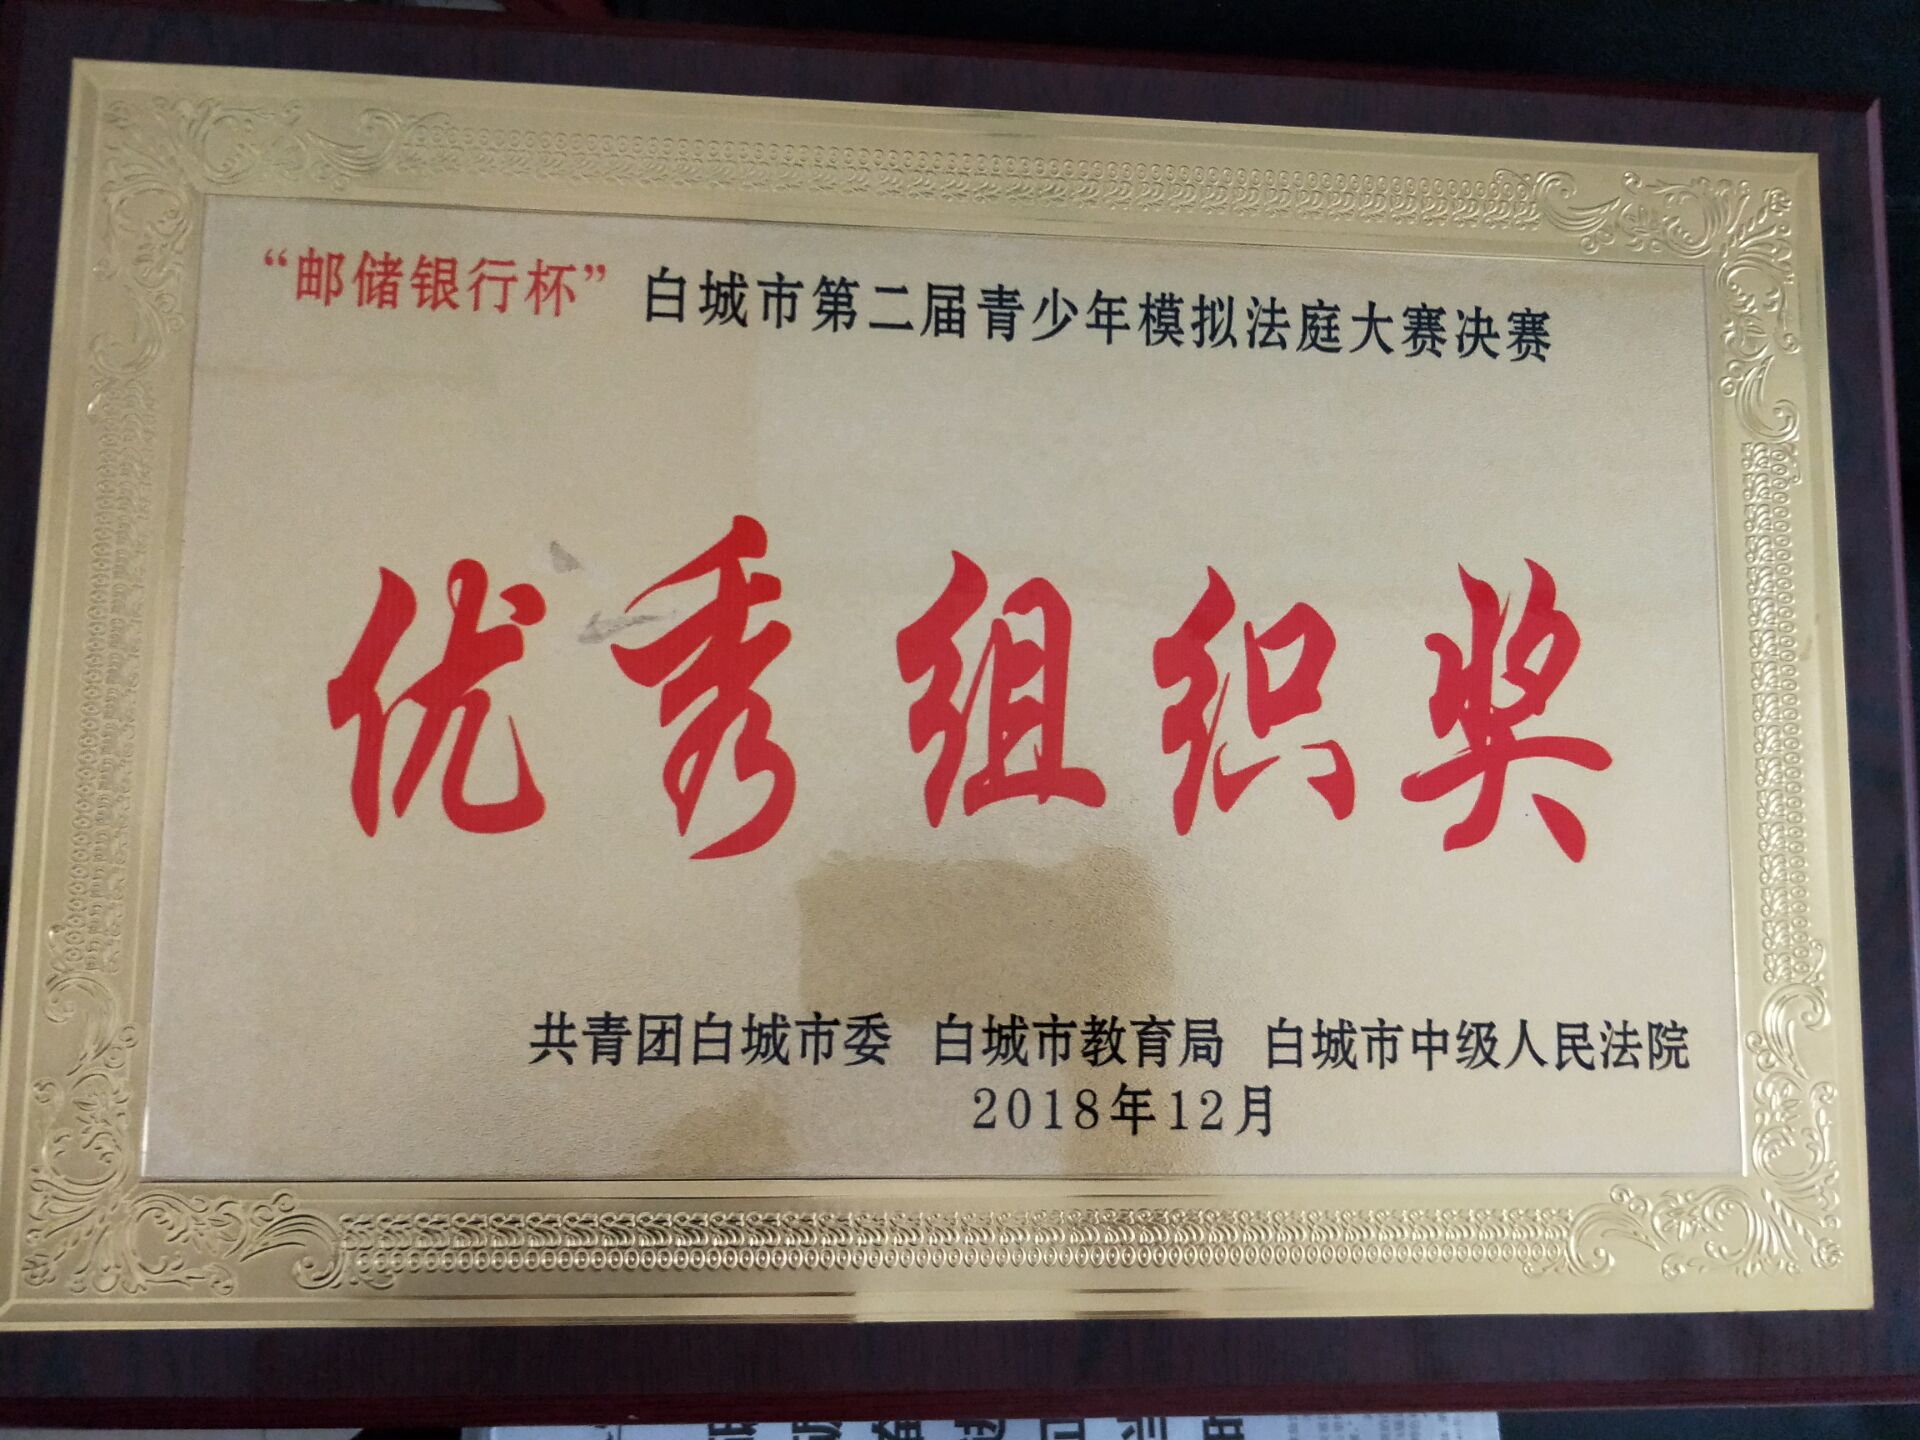 “邮储银行杯”白城市第二届青少年模拟法庭大赛决赛
优秀组织奖
共青团白城市委 白城市教育局 白城市中级人民法院
2018年12月